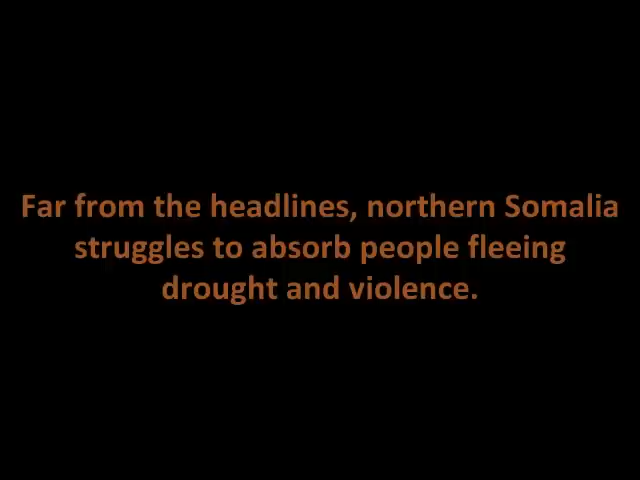 Far from the headlines, northern Somalia
struggles to absorb people fleeing
drought and violence.